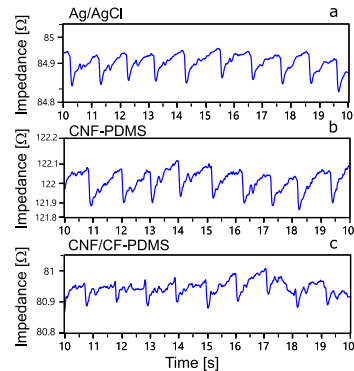 Ag/AgCl
a
Impedance [Ω]
85
84.9
84.8
10 11 12 13 14 15 16 17 18 19 10
CNF-PDMS
b
Impedance [Ω]
122.2
122.1
122
121.9
121.8
10 11 12 13 14 15 16 17 18 19 10
CNF/CF-PDMS
c
Impedance [Ω]
81
80.9
80.8
10 11 12 13 14 15 16 17 18 19 20
Time [s]